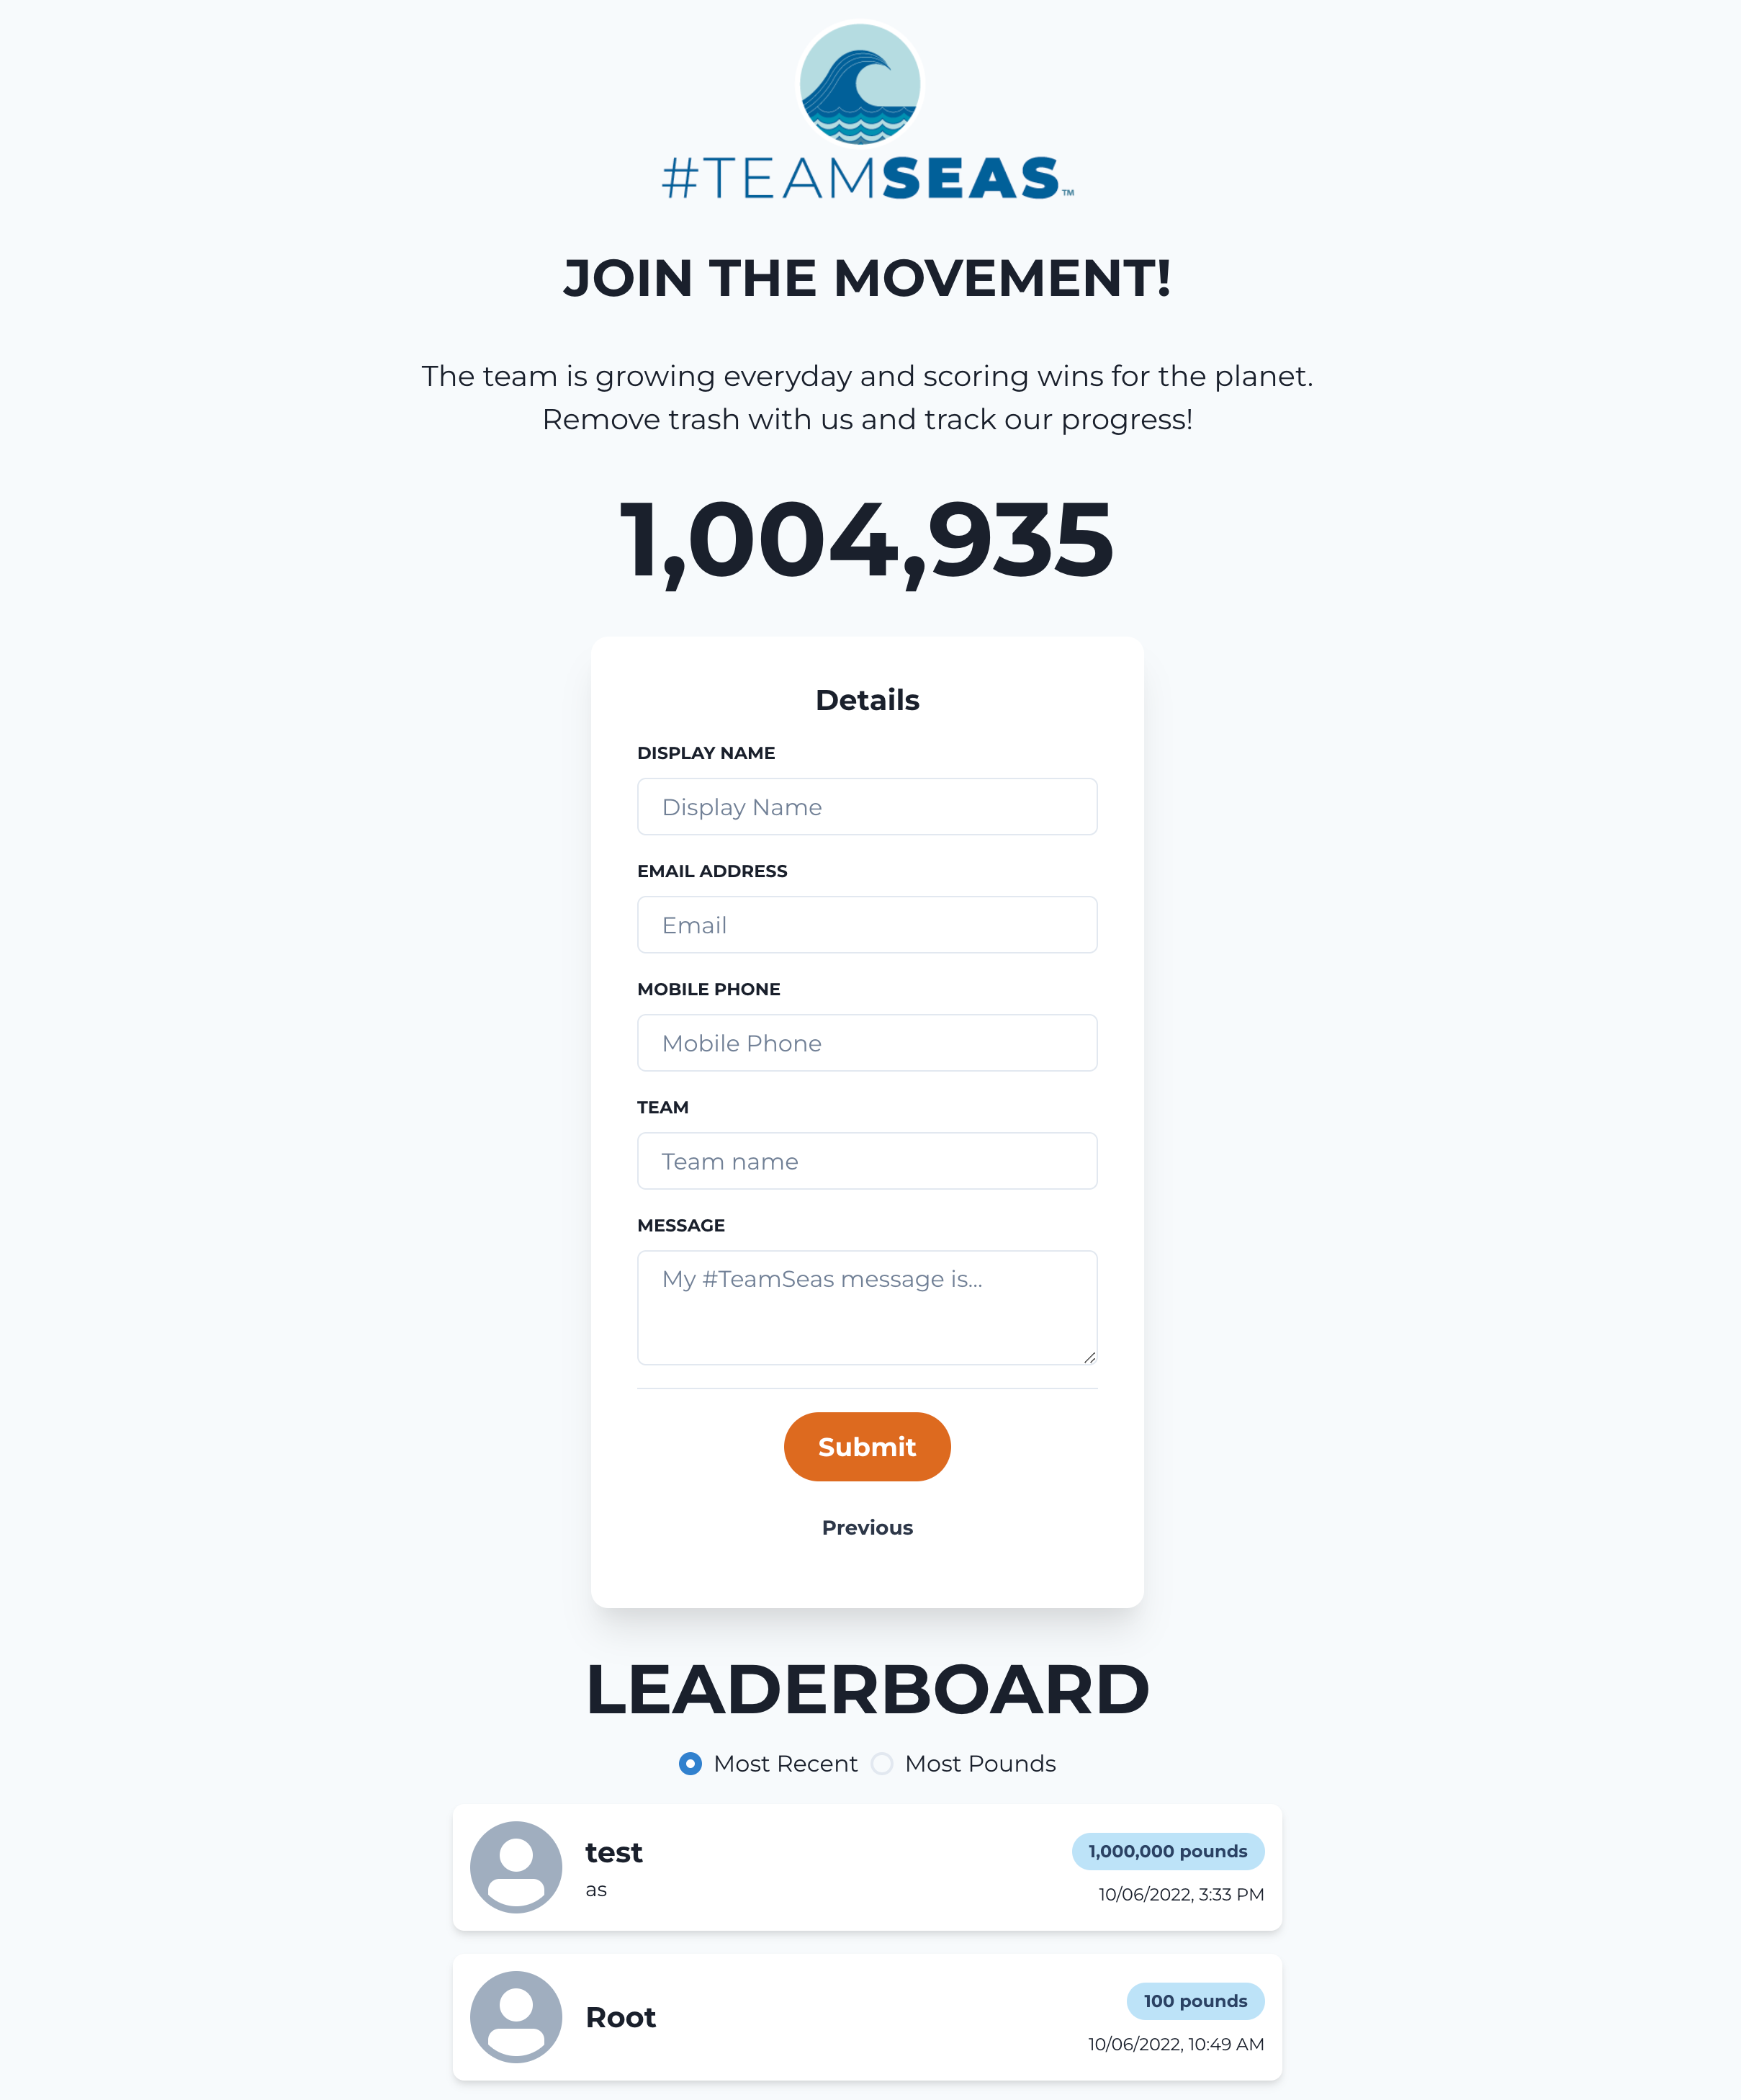 #TEAMSEAS™
JOIN THE MOVEMENT!
The team is growing everyday and scoring wins for the planet.
Remove trash with us and track our progress!
1,004,935
Details
DISPLAY NAME
Display Name
EMAIL ADDRESS
Email
MOBILE PHONE
Mobile Phone
TEAM
Team name
MESSAGE
My #TeamSeas message is...
Submit
Previous
LEADERBOARD
Most Recent Most Pounds
test
1,000,000 pounds
as
10/06/2022, 3:33 PM
Root
100 pounds
10/06/2022, 10:49 AM